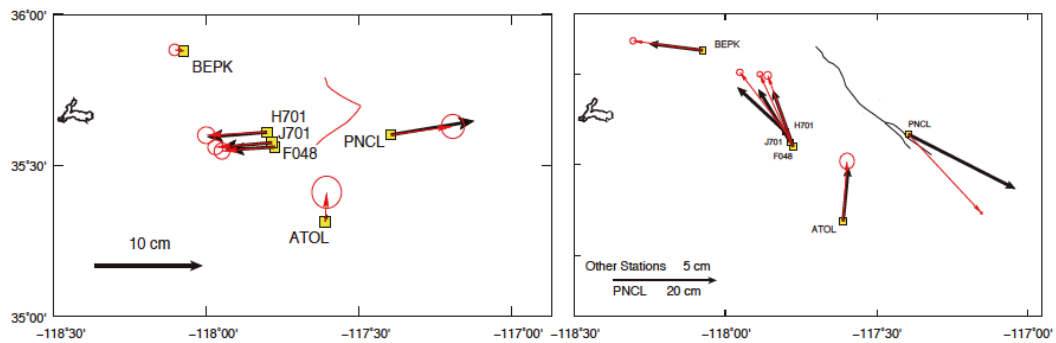 36°00'
BEPK
H701
J701
F048
PNCL
35°30'
ATOL
10 cm
35°00'
-118°30'
-118°00'
-117°30'
-117°00'
BEPK
H701
J701
F048
PNCL
ATOL
Other Stations 5 cm
PNCL 20 cm
-118°30'
-118°00'
-117°30'
-117°00'